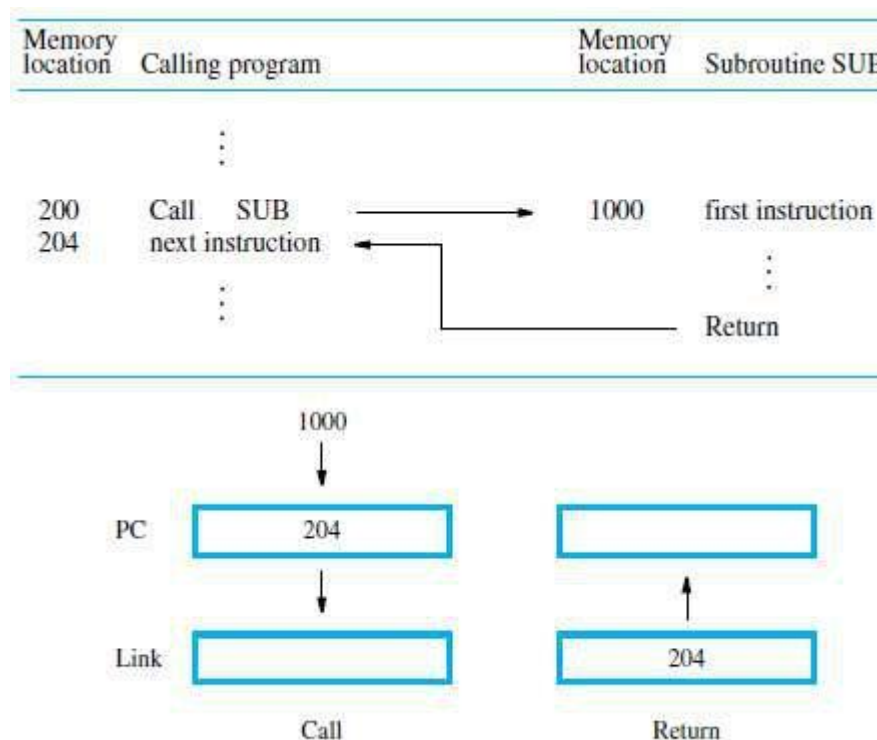 Memory location Calling program Memory location Subroutine SUB
200 Call SUB 1000 first instruction
204 next instruction
Return
1000
PC 204
Link 204
Call Return